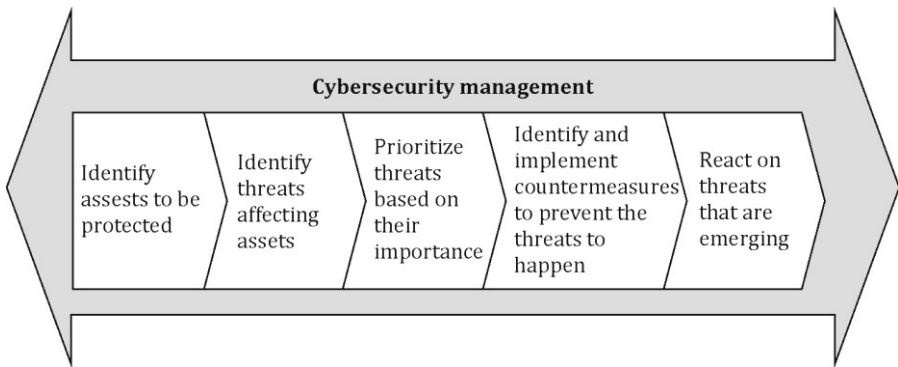 Cybersecurity management
Identify
assests to be
protected
Identify
threats
affecting
assets
Prioritize
threats
based on
their
importance
Identify and
implement
countermeasures
to prevent the
threats to
happen
React on
threats
that are
emerging